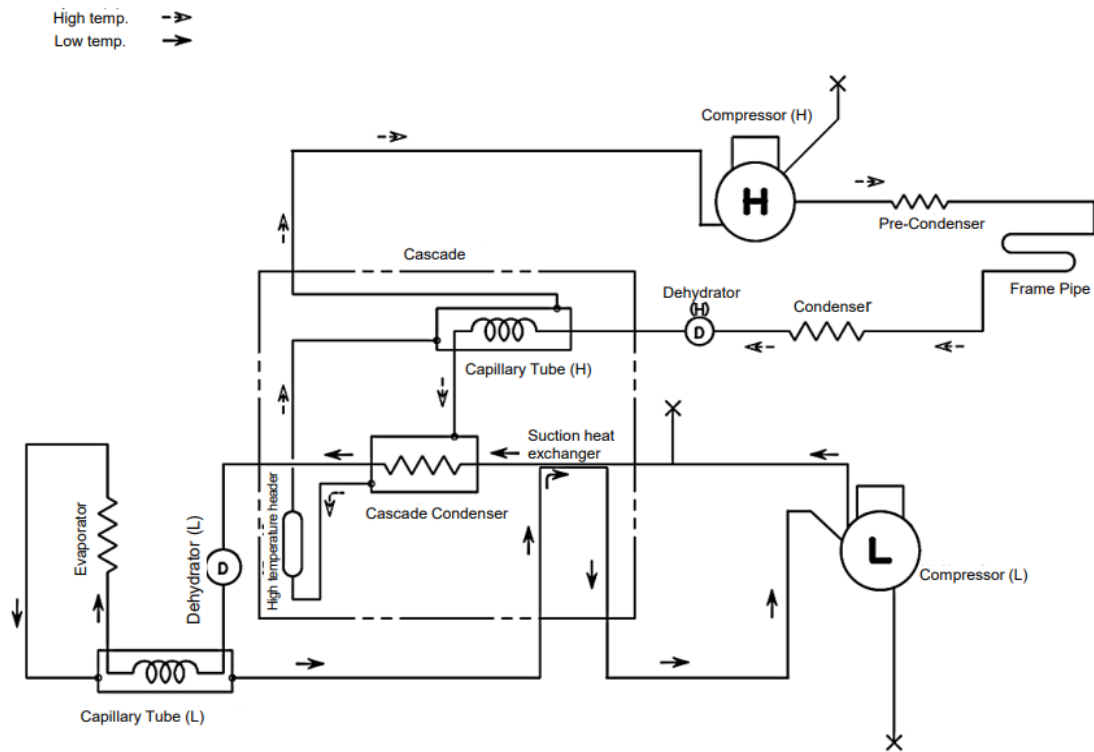 High temp.
Low temp.
Compressor (H)
H
Pre-Condenser
Frame Pipe
Cascade
Dehydrator
(H)
D
Condenser
Capillary Tube (H)
Suction heat
exchanger
Cascade Condenser
High temperature header
Evaporator
Dehydrator (L)
D
L
Compressor (L)
Capillary Tube (L)